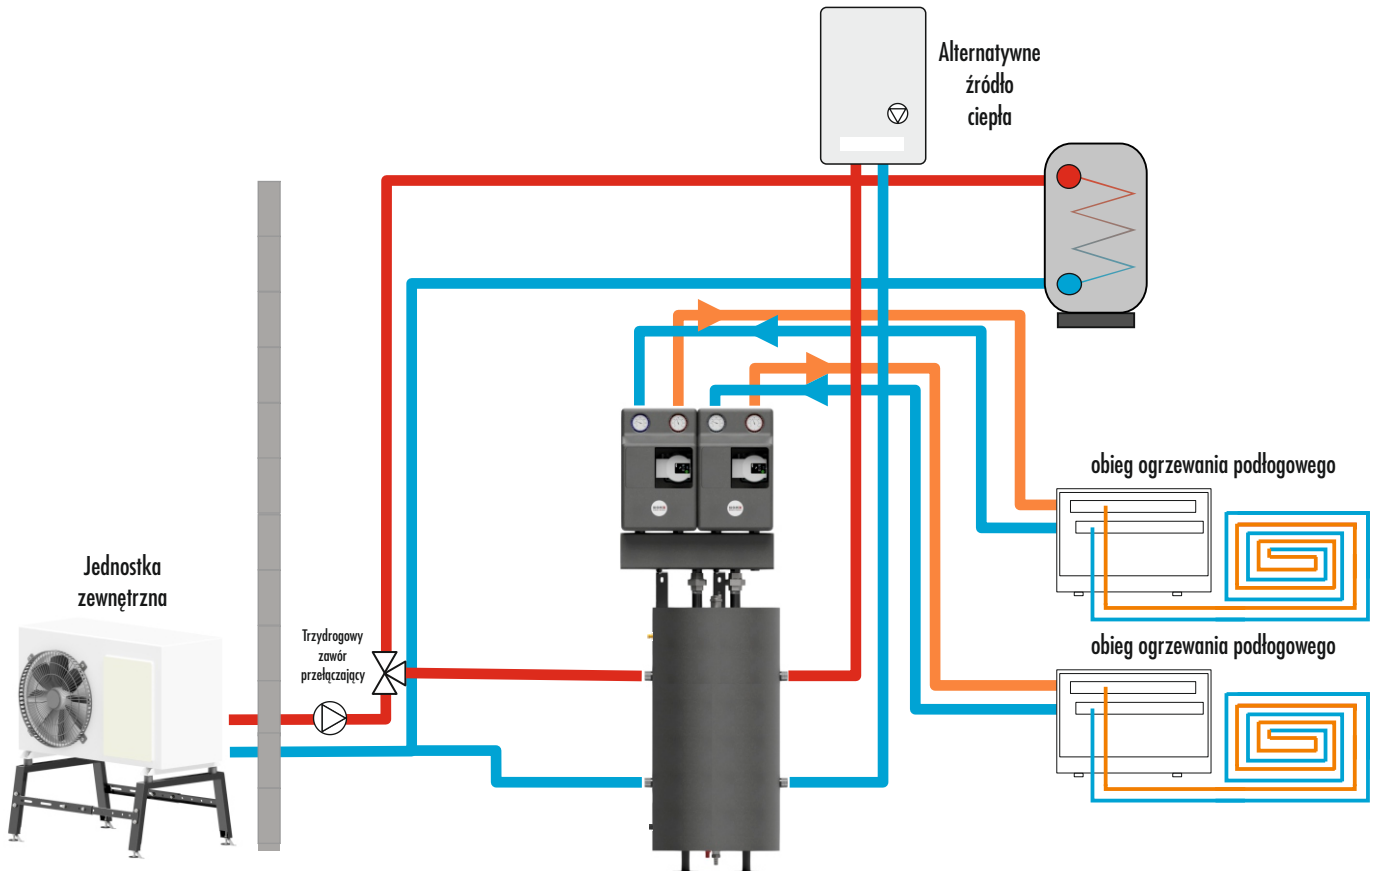 Alternatywne
źródło
ciepła
obieg ogrzewania podłogowego
Jednostka
zewnętrzna
Trzydrogowy
zawór
przełączający
obieg ogrzewania podłogowego